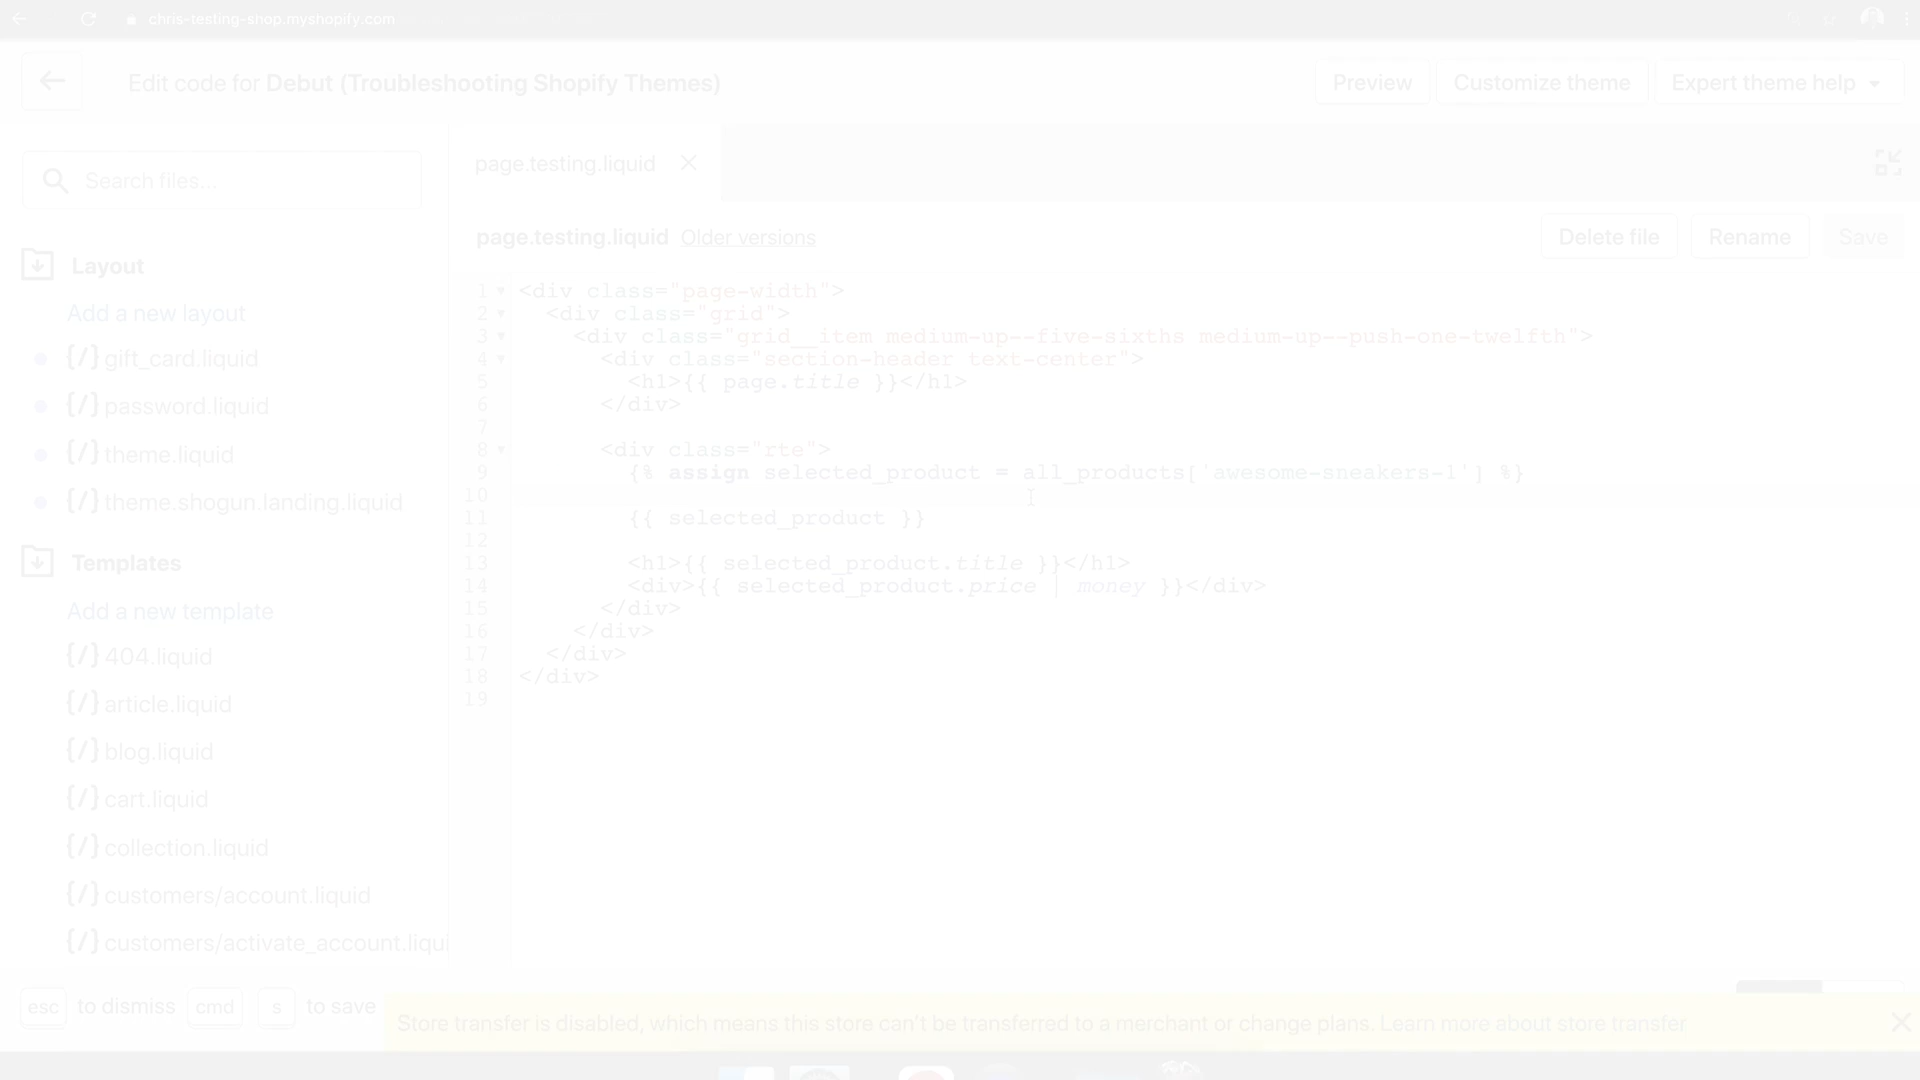 chris-testing-shop.myshopify.com
Edit code for Debut (Troubleshooting Shopify Themes)
Preview
Customize theme
Expert theme help
Search files...
page.testing.liquid
page.testing.liquid Older versions
Delete file
Rename
Save
Layout
Add a new layout
{/} gift_card.liquid
{/} password.liquid
{/} theme.liquid
{/} theme.shogun.landing.liquid
Templates
Add a new template
{/} 404.liquid
{/} article.liquid
{/} blog.liquid
{/} cart.liquid
{/} collection.liquid
{/} customers/account.liquid
{/} customers/activate_account.liqui
1 <div class="page-width">
2 <div class="grid">
3 <div class="grid__item medium-up--five-sixths medium-up--push-one-twelfth">
4 <div class="section-header text-center">
5 <h1>{{ page.title }}</h1>
6 </div>
7
8 <div class="rte">
9 {% assign selected_product = all_products['awesome-sneakers-1'] %}
10
11 {{ selected_product }}
12
13 <h1>{{ selected_product.title }}</h1>
14 <div>{{ selected_product.price | money }}</div>
15 </div>
16 </div>
17 </div>
18 </div>
19
esc to dismiss cmd s to save
Store transfer is disabled, which means this store can't be transferred to a merchant or change plans. Learn more about store transfer